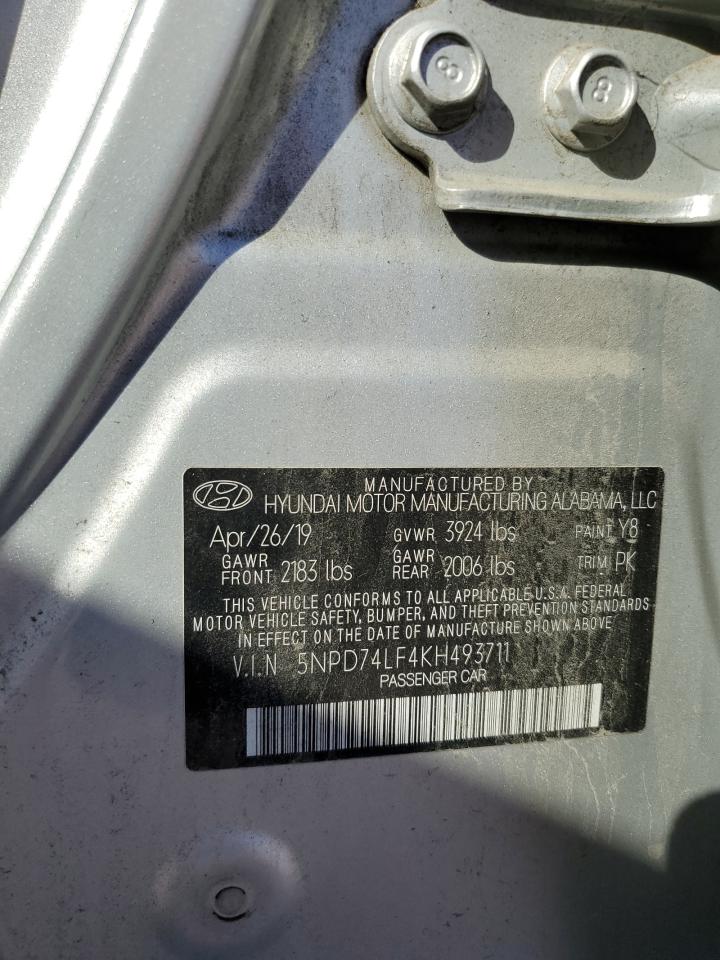 8
8
MANUFACTURED BY
HYUNDAI MOTOR MANUFACTURING ALABAMA, LLC
Apr/26/19 GVWR 3924 lbs PAINT Y8
GAWR FRONT 2183 lbs GAWR REAR 2006 lbs TRIM PK
THIS VEHICLE CONFORMS TO ALL APPLICABLE U.S.A. FEDERAL
MOTOR VEHICLE SAFETY, BUMPER, AND THEFT PREVENTION STANDARDS
IN EFFECT ON THE DATE OF MANUFACTURE SHOWN ABOVE
V.I.N 5NPD74LF4KH493711
PASSENGER CAR